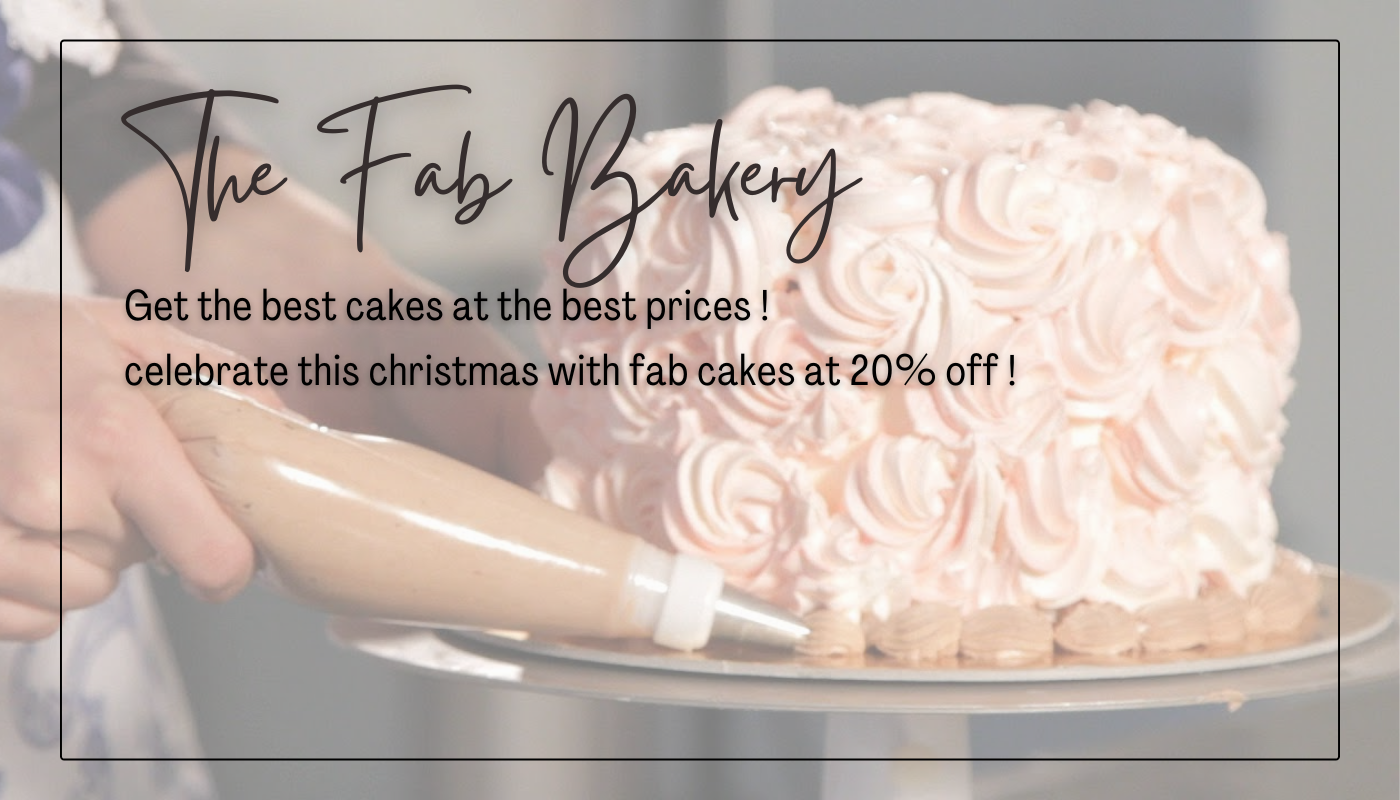 The Fab Bakery
Get the best cakes at the best prices !
celebrate this christmas with fab cakes at 20% off !